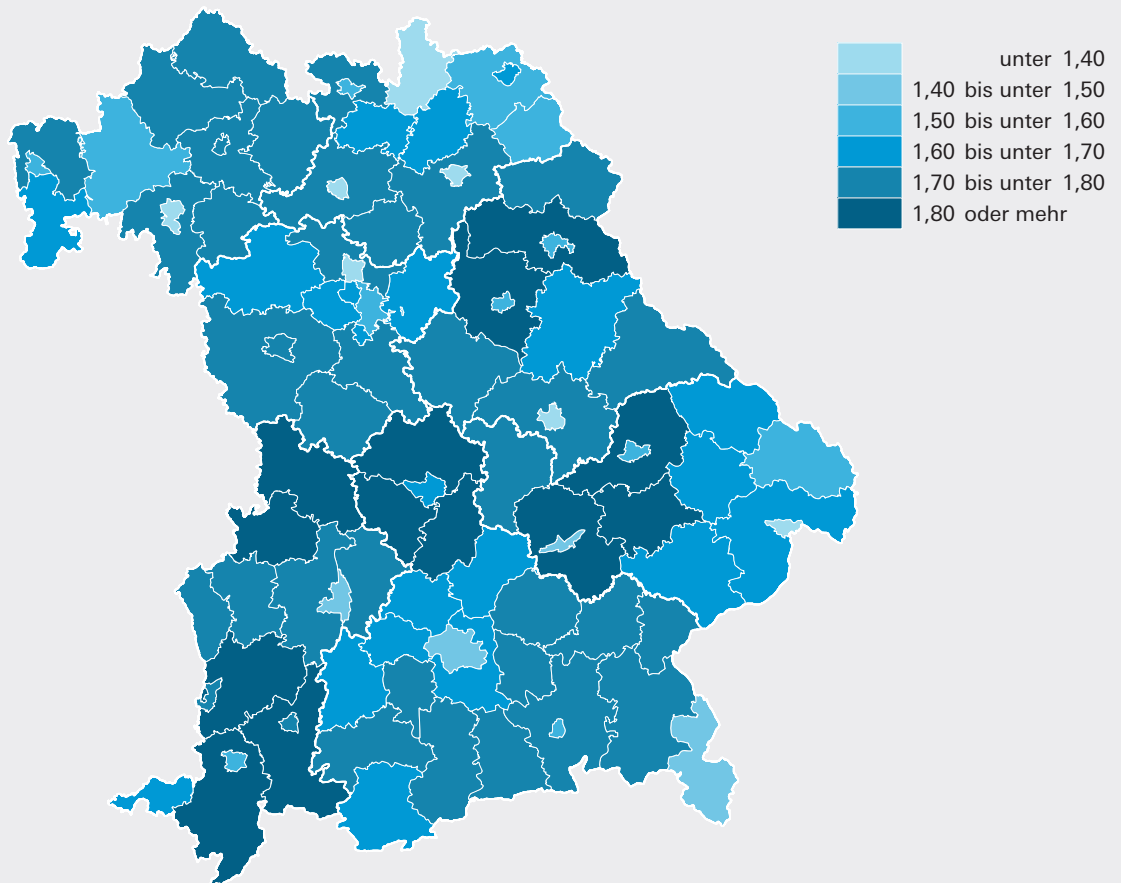 unter 1,40
1,40 bis unter 1,50
1,50 bis unter 1,60
1,60 bis unter 1,70
1,70 bis unter 1,80
1,80 oder mehr